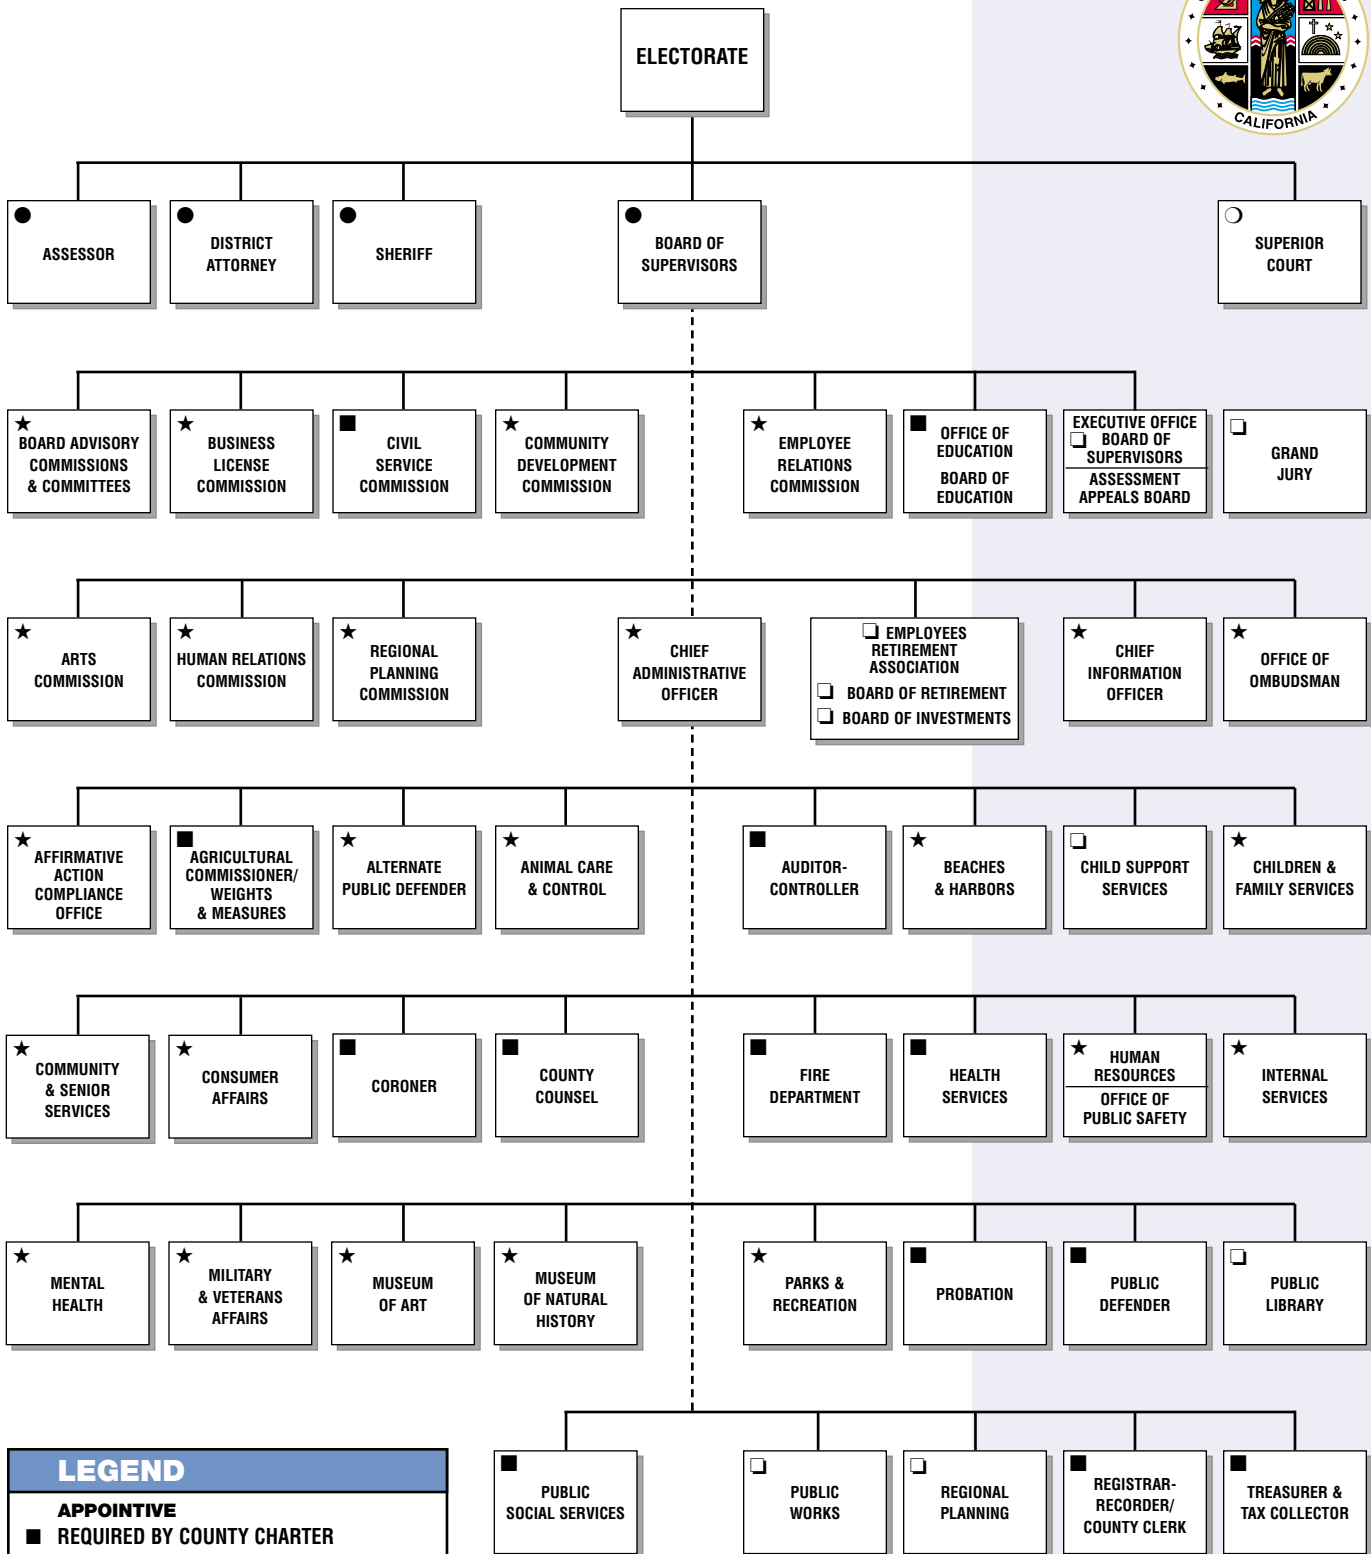 CALIFORNIA
ELECTORATE
● ASSESSOR
● DISTRICT
ATTORNEY
● SHERIFF
● BOARD OF
SUPERVISORS
❍ SUPERIOR
COURT
★ BOARD ADVISORY
COMMISSIONS
& COMMITTEES
★ BUSINESS
LICENSE
COMMISSION
■ CIVIL
SERVICE
COMMISSION
★ COMMUNITY
DEVELOPMENT
COMMISSION
★ EMPLOYEE
RELATIONS
COMMISSION
■ OFFICE OF
EDUCATION
BOARD OF
EDUCATION
EXECUTIVE OFFICE
❏ BOARD OF
SUPERVISORS
ASSESSMENT
APPEALS BOARD
❏ GRAND
JURY
★ ARTS
COMMISSION
★ HUMAN RELATIONS
COMMISSION
★ REGIONAL
PLANNING
COMMISSION
★ CHIEF
ADMINISTRATIVE
OFFICER
❏ EMPLOYEES
RETIREMENT
ASSOCIATION
❏ BOARD OF RETIREMENT
❏ BOARD OF INVESTMENTS
★ CHIEF
INFORMATION
OFFICER
★ OFFICE OF
OMBUDSMAN
★ AFFIRMATIVE
ACTION
COMPLIANCE
OFFICE
■ AGRICULTURAL
COMMISSIONER/
WEIGHTS
& MEASURES
★ ALTERNATE
PUBLIC DEFENDER
★ ANIMAL CARE
& CONTROL
■ AUDITOR-
CONTROLLER
★ BEACHES
& HARBORS
❏ CHILD SUPPORT
SERVICES
★ CHILDREN &
FAMILY SERVICES
★ COMMUNITY
& SENIOR
SERVICES
★ CONSUMER
AFFAIRS
■ CORONER
■ COUNTY
COUNSEL
■ FIRE
DEPARTMENT
■ HEALTH
SERVICES
★ HUMAN
RESOURCES
OFFICE OF
PUBLIC SAFETY
★ INTERNAL
SERVICES
★ MENTAL
HEALTH
★ MILITARY
& VETERANS
AFFAIRS
★ MUSEUM
OF ART
★ MUSEUM
OF NATURAL
HISTORY
★ PARKS &
RECREATION
■ PROBATION
■ PUBLIC
DEFENDER
❏ PUBLIC
LIBRARY
■ PUBLIC
SOCIAL SERVICES
❏ PUBLIC
WORKS
❏ REGIONAL
PLANNING
■ REGISTRAR-
RECORDER/
COUNTY CLERK
■ TREASURER &
TAX COLLECTOR
LEGEND
APPOINTIVE
■ REQUIRED BY COUNTY CHARTER